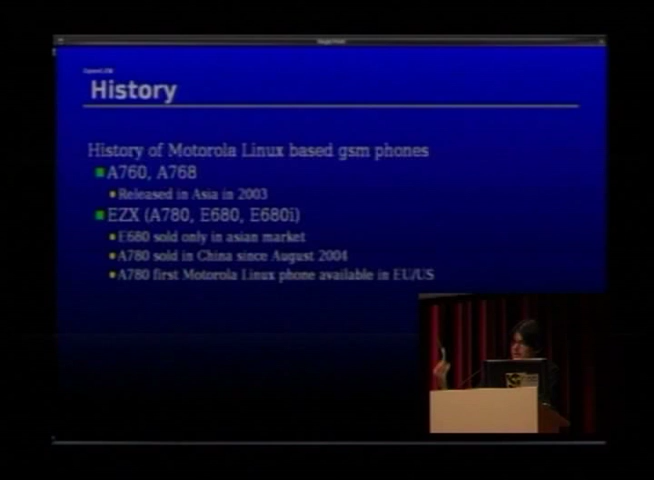 History
History of Motorola Linux based gsm phones
A760, A768
Released in Asia in 2003
EZX (A780, E680, E680i)
E680 sold only in asian market
A780 sold in China since August 2004
A780 first Motorola Linux phone available in EU/US